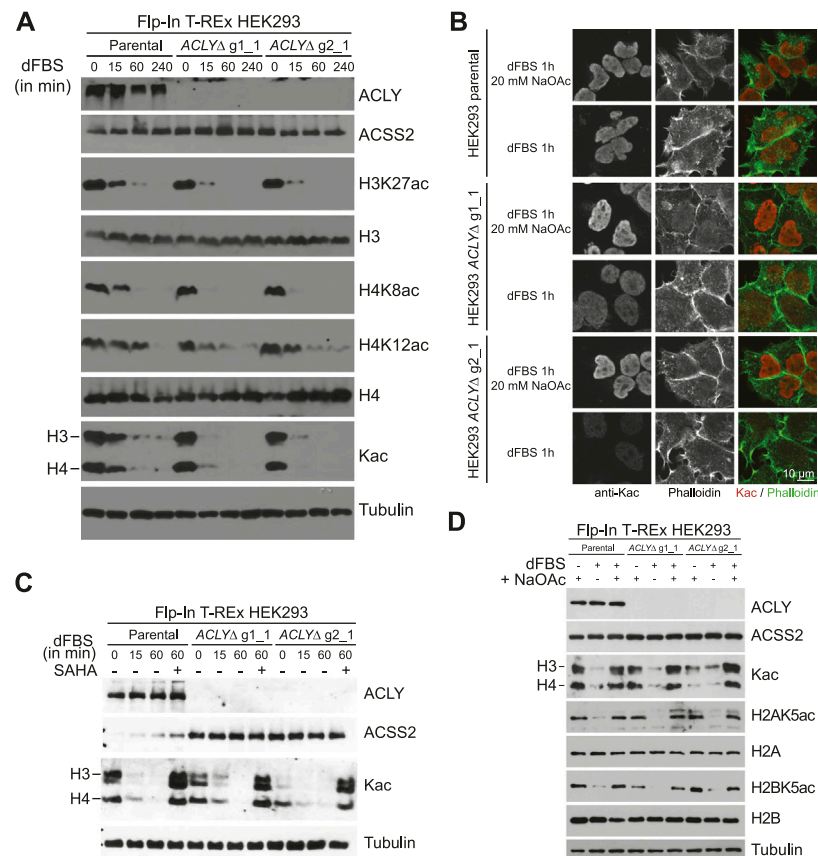 A
Flp-In T-REx HEK293
Parental ACLYΔ g1_1 ACLYΔ g2_1
dFBS 0 15 60 240 0 15 60 240 0 15 60 240
(in min)
ACLY
ACSS2
H3K27ac
H3
H4K8ac
H4K12ac
H4
H3
Kac
H4
Tubulin
B
HEK293 parental
dFBS 1h
20 mM NaOAc
dFBS 1h
HEK293 ACLYΔ g1_1
dFBS 1h
20 mM NaOAc
dFBS 1h
HEK293 ACLYΔ g2_1
dFBS 1h
20 mM NaOAc
dFBS 1h
10 µm
anti-Kac Phalloidin Kac / Phalloidin
C
Flp-In T-REx HEK293
Parental ACLYΔ g1_1 ACLYΔ g2_1
dFBS
(in min) 0 15 60 60 0 15 60 60 0 15 60 60
SAHA - - - + - - - + - - - +
ACLY
ACSS2
H3
Kac
H4
Tubulin
D
Flp-In T-REx HEK293
Parental ACLYΔ g1_1 ACLYΔ g2_1
dFBS - + + - + + - + +
+ NaOAc + - + + - + + - +
ACLY
ACSS2
H3
Kac
H4
H2AK5ac
H2A
H2BK5ac
H2B
Tubulin